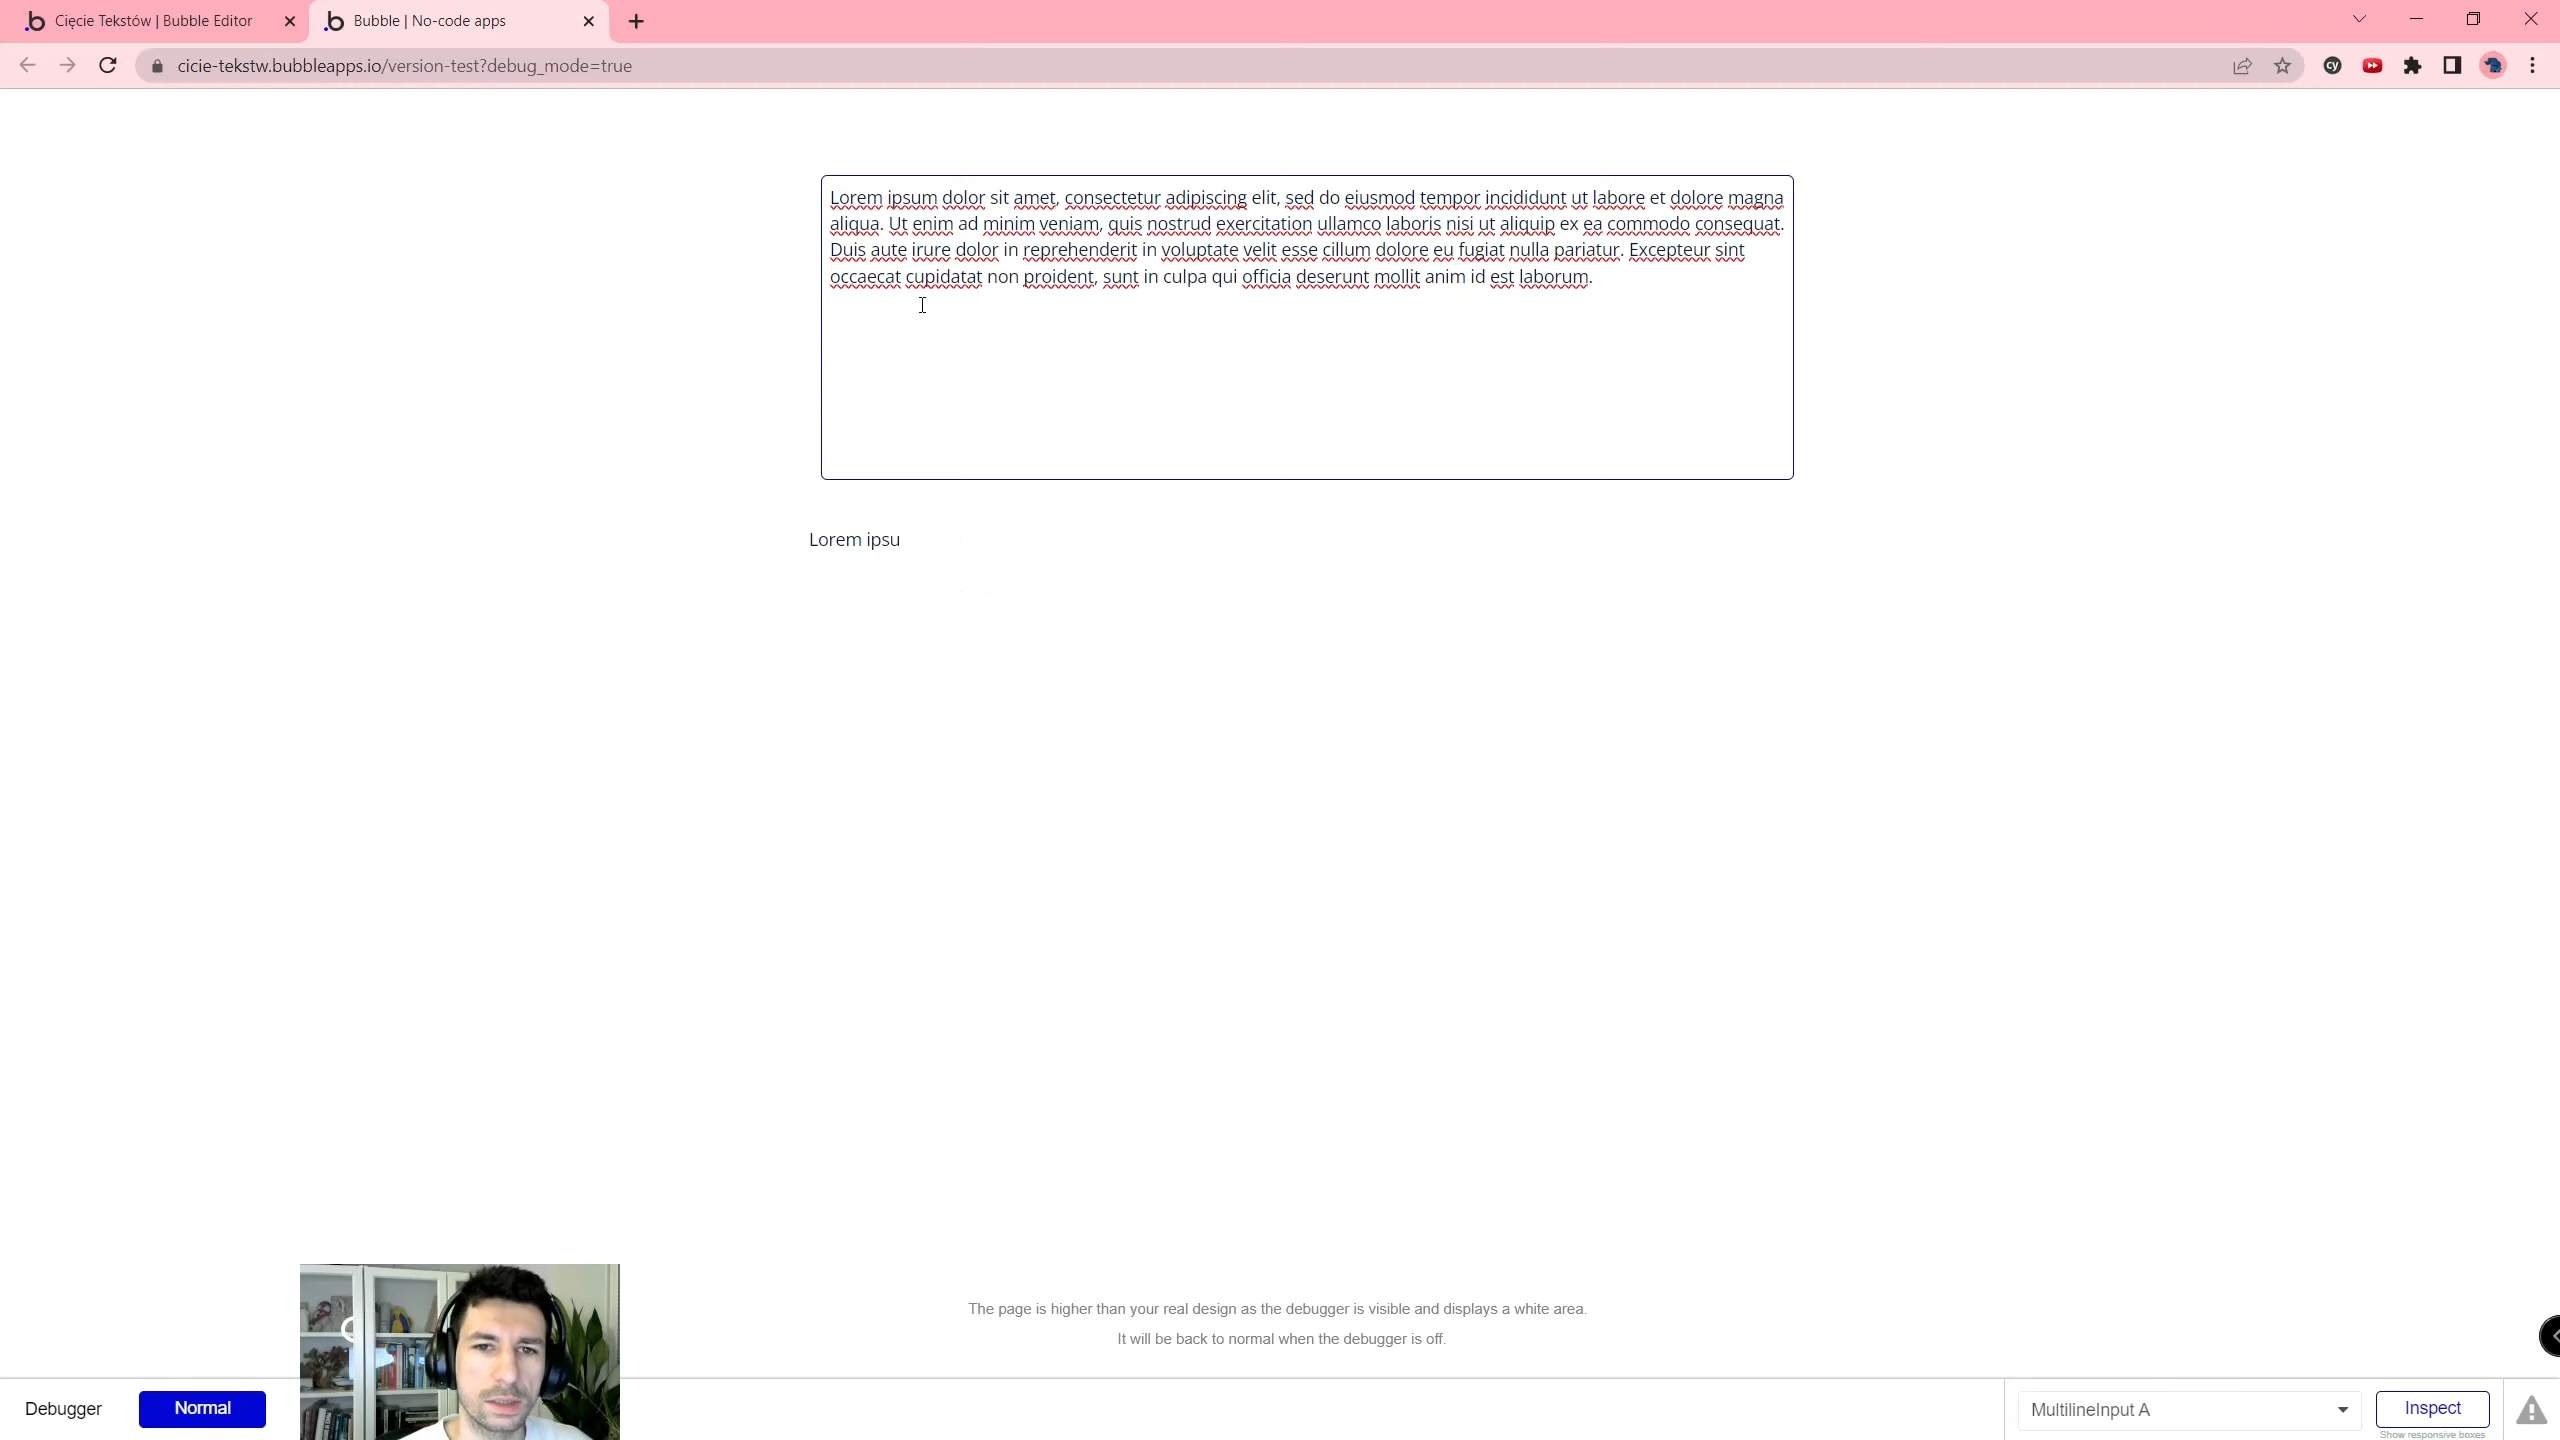 Cięcie Tekstów | Bubble Editor
Bubble | No-code apps
cicie-tekstw.bubbleapps.io/version-test?debug_mode=true
Lorem ipsum dolor sit amet, consectetur adipiscing elit, sed do eiusmod tempor incididunt ut labore et dolore magna
aliqua. Ut enim ad minim veniam, quis nostrud exercitation ullamco laboris nisi ut aliquip ex ea commodo consequat.
Duis aute irure dolor in reprehenderit in voluptate velit esse cillum dolore eu fugiat nulla pariatur. Excepteur sint
occaecat cupidatat non proident, sunt in culpa qui officia deserunt mollit anim id est laborum.
Lorem ipsu
The page is higher than your real design as the debugger is visible and displays a white area.
It will be back to normal when the debugger is off.
Debugger
Normal
MultilineInput A
Inspect
Show responsive boxes